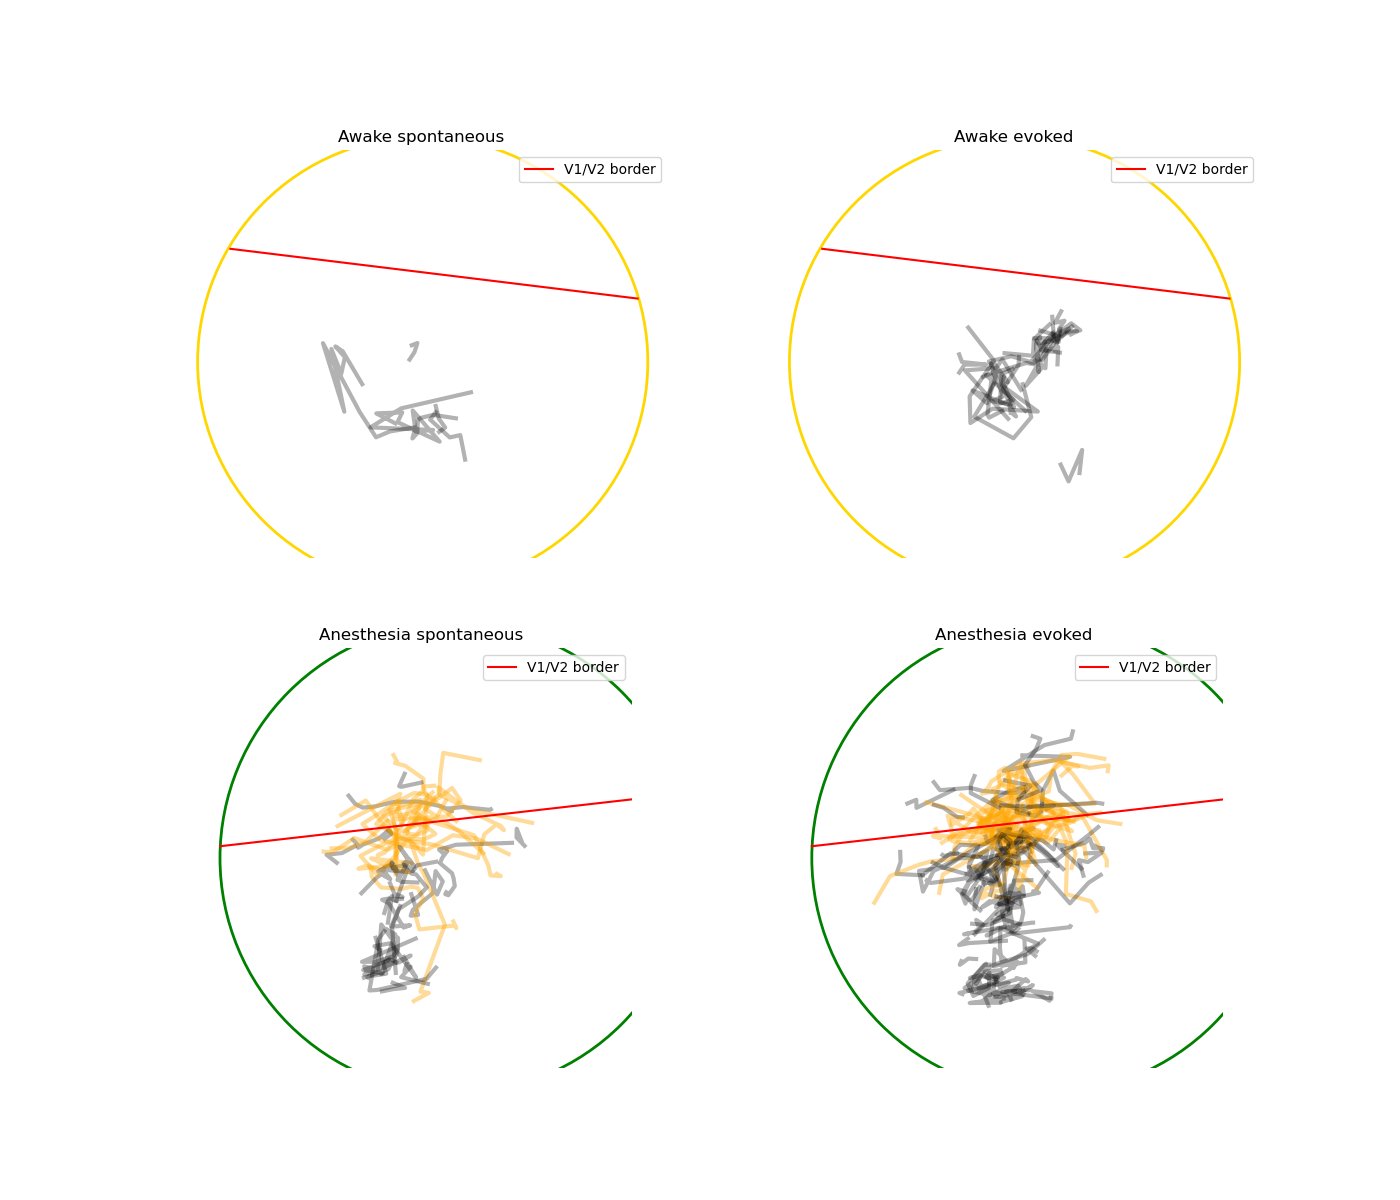 Awake spontaneous
V1/V2 border
Awake evoked
V1/V2 border
Anesthesia spontaneous
V1/V2 border
Anesthesia evoked
V1/V2 border